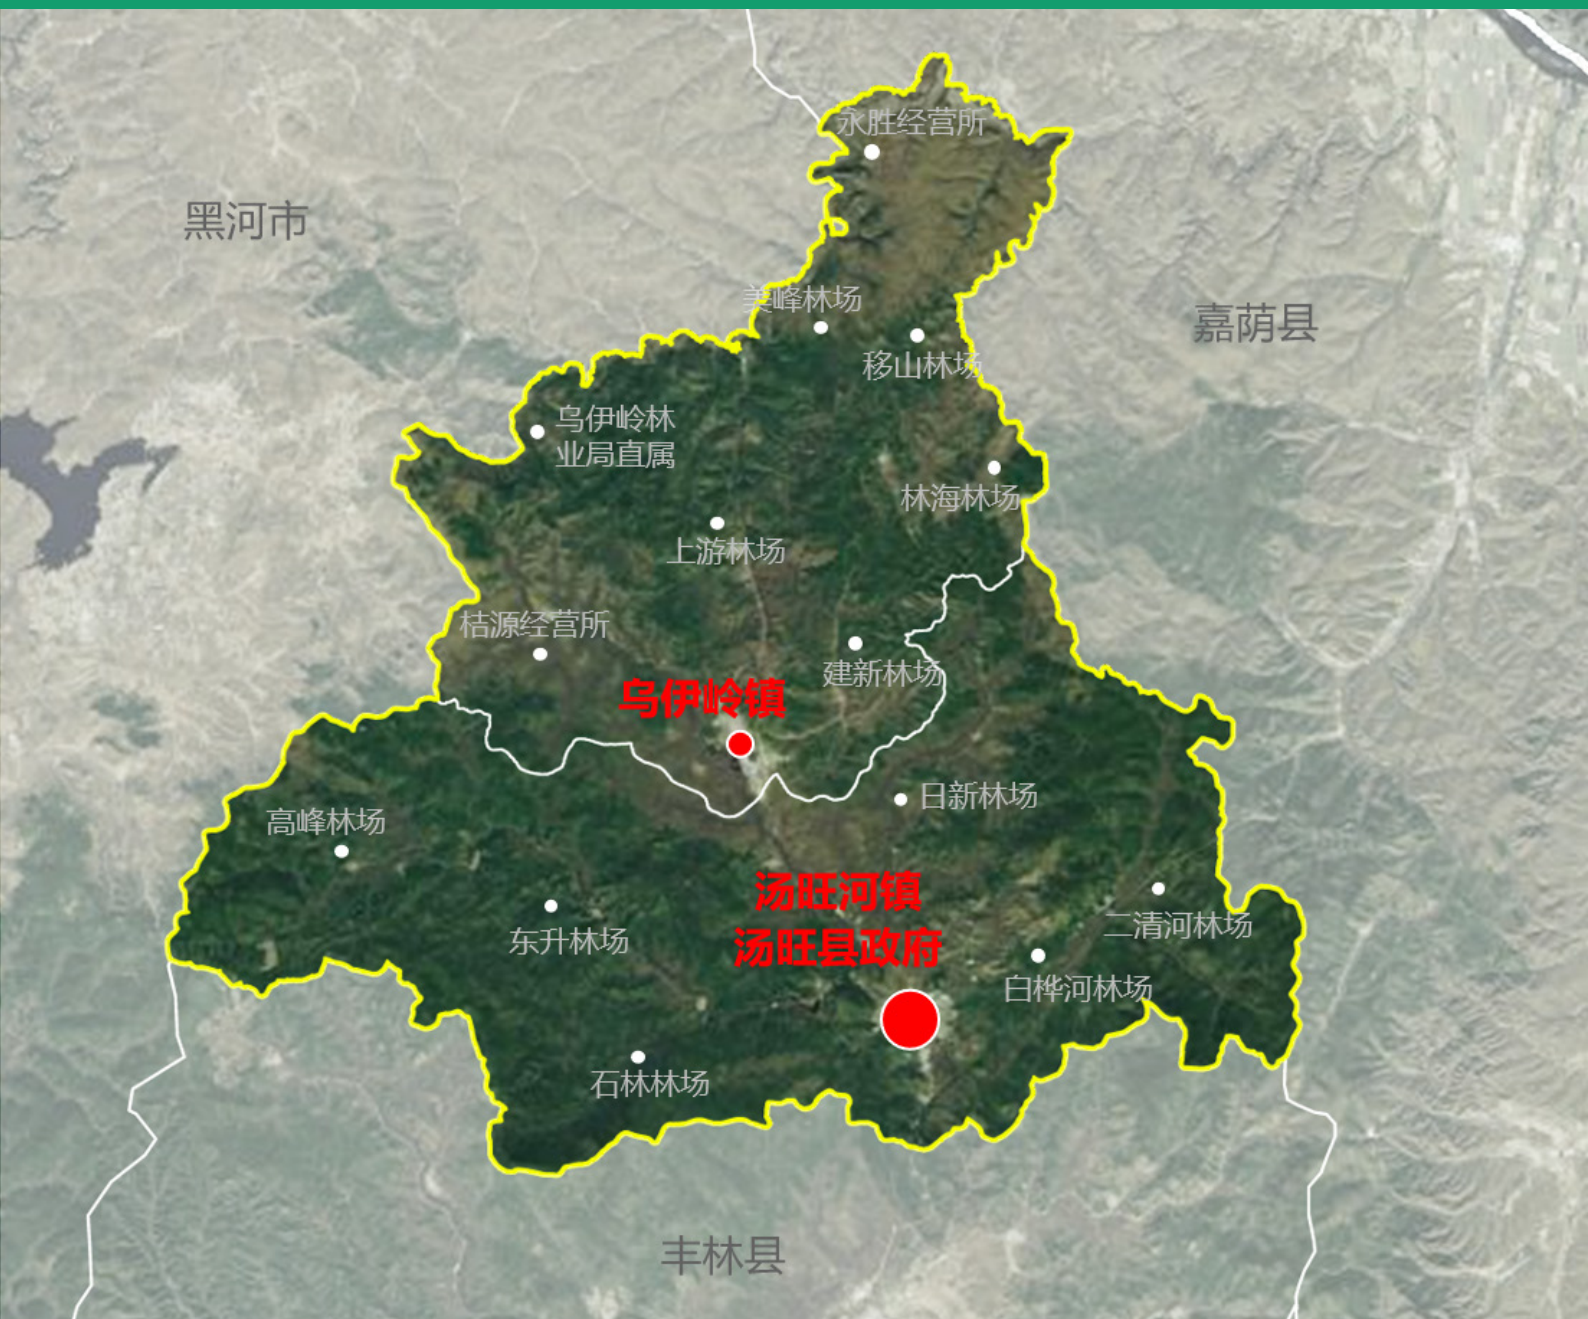 永胜经营所
黑河市
美峰林场
嘉荫县
移山林场
乌伊岭林
业局直属
林海林场
上游林场
桔源经营所
建新林场
乌伊岭镇
日新林场
高峰林场
汤旺河镇
汤旺县政府
二清河林场
东升林场
白桦河林场
石林林场
丰林县